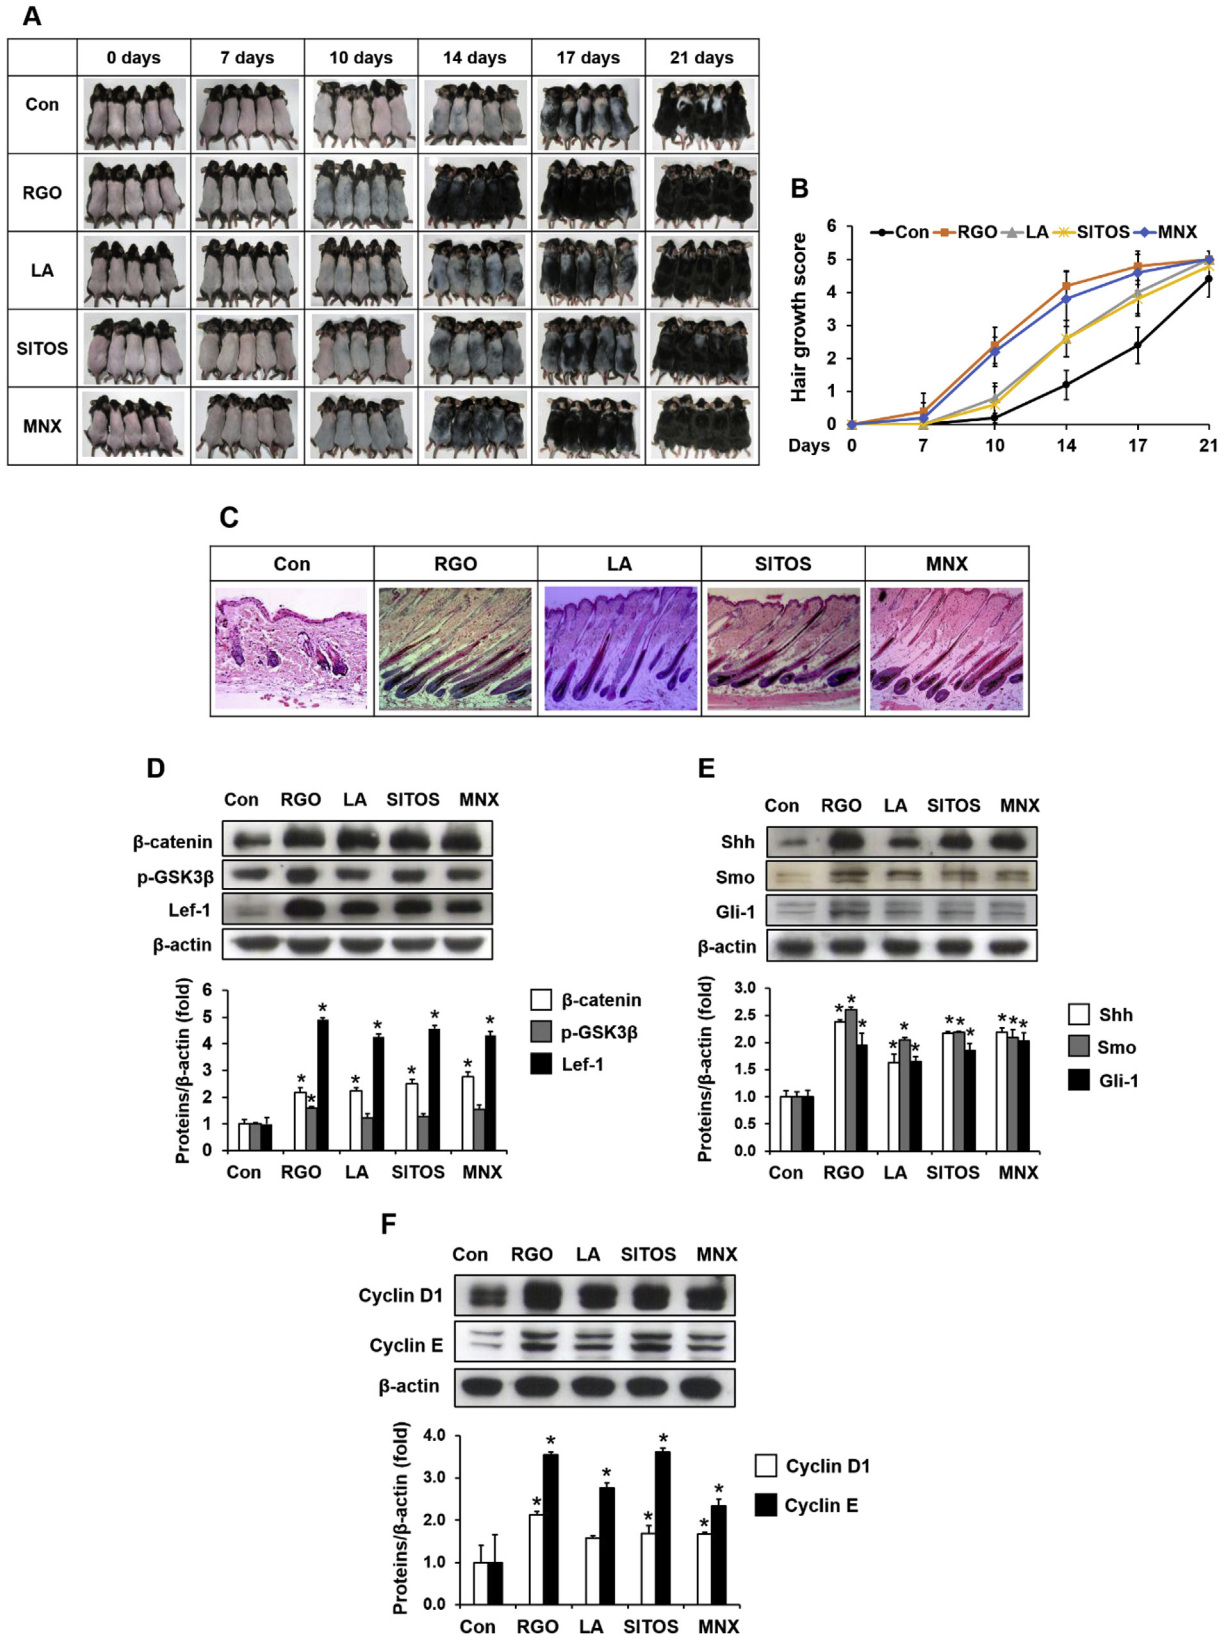 A
0 days 7 days 10 days 14 days 17 days 21 days
Con
RGO
LA
SITOS
MNX
B
Con RGO LA SITOS MNX
Hair growth score
6
5
4
3
2
1
0
Days 0 7 10 14 17 21
C
Con RGO LA SITOS MNX
D
Con RGO LA SITOS MNX
β-catenin
p-GSK3β
Lef-1
β-actin
Proteins/β-actin (fold)
6
5
4
3
2
1
0
* * *
* *
* *
* *
* *
Con RGO LA SITOS MNX
β-catenin
p-GSK3β
Lef-1
E
Con RGO LA SITOS MNX
Shh
Smo
Gli-1
β-actin
Proteins/β-actin (fold)
3.0
2.5
2.0
1.5
1.0
0.5
0.0
* * *
* * *
* * *
* * *
Con RGO LA SITOS MNX
Shh
Smo
Gli-1
F
Con RGO LA SITOS MNX
Cyclin D1
Cyclin E
β-actin
Proteins/β-actin (fold)
4.0
3.0
2.0
1.0
0.0
* *
*
* *
* *
Con RGO LA SITOS MNX
Cyclin D1
Cyclin E